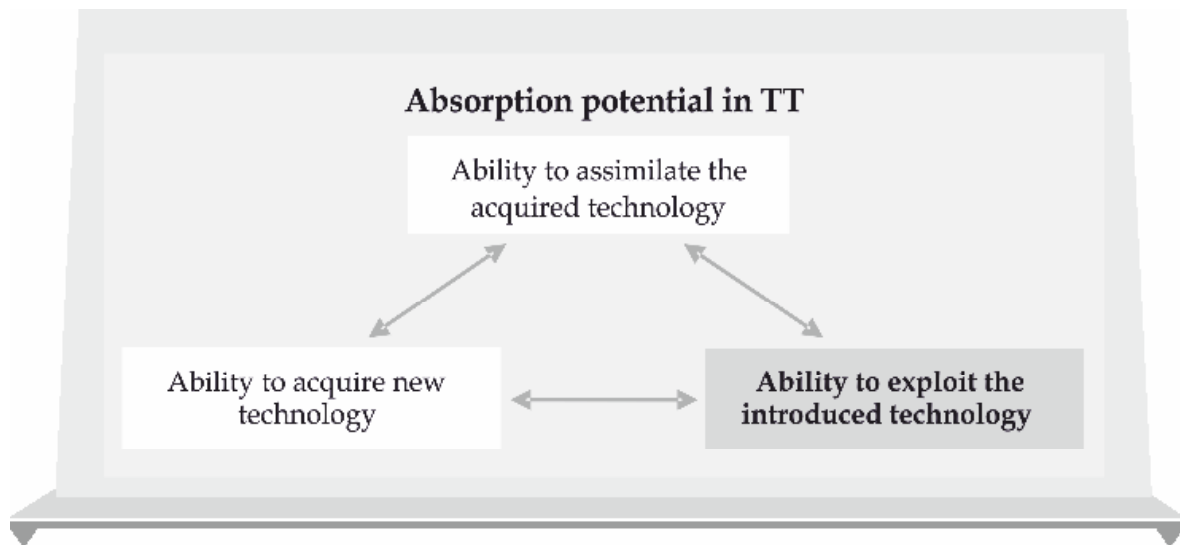 Absorption potential in TT
Ability to assimilate the
acquired technology
Ability to acquire new
technology
Ability to exploit the
introduced technology